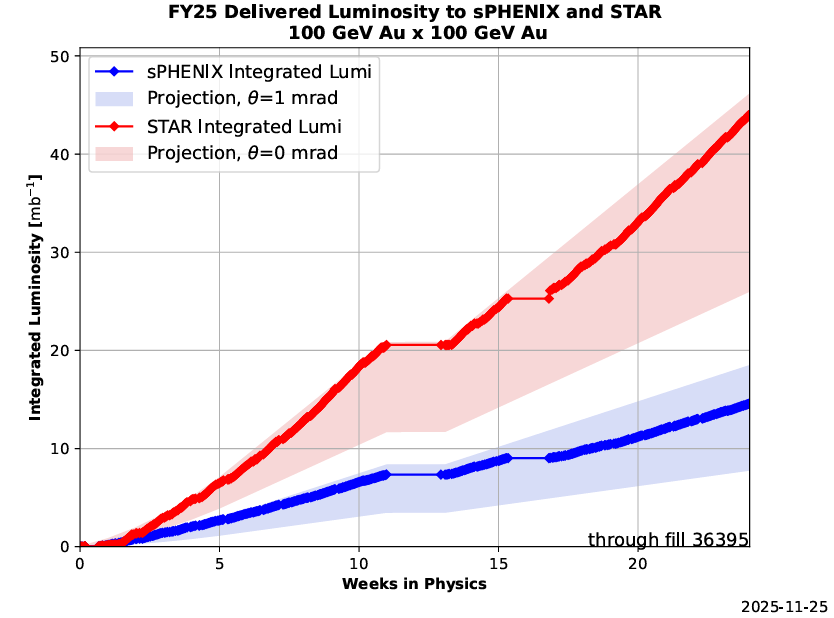 FY25 Delivered Luminosity to sPHENIX and STAR
100 GeV Au x 100 GeV Au
sPHENIX Integrated Lumi
Projection, θ=1 mrad
STAR Integrated Lumi
Projection, θ=0 mrad
Integrated Luminosity [mb⁻¹]
50
40
30
20
10
0
through fill 36395
0 5 10 15 20
Weeks in Physics
2025-11-25